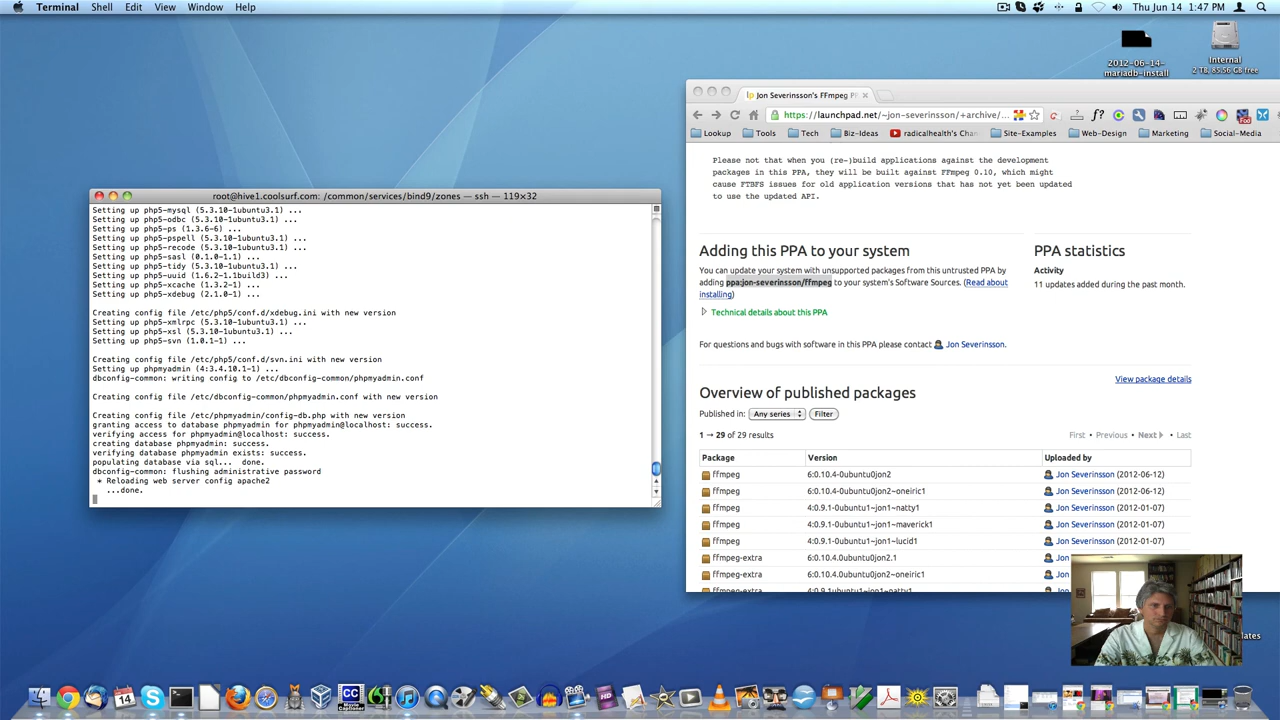 Terminal Shell Edit View Window Help
Thu Jun 14 1:47 PM
2012-06-14-
mariadb-install
Internal
2 TB, 85.56 GB free
root@hive1.coolsurf.com: /common/services/bind9/zones — ssh — 119×32
Setting up php5-mysql (5.3.10-1ubuntu3.1) ...
Setting up php5-odbc (5.3.10-1ubuntu3.1) ...
Setting up php5-ps (1.3.6-6) ...
Setting up php5-pspell (5.3.10-1ubuntu3.1) ...
Setting up php5-recode (5.3.10-1ubuntu3.1) ...
Setting up php5-sasl (0.1.0-1.1) ...
Setting up php5-tidy (5.3.10-1ubuntu3.1) ...
Setting up php5-uuid (1.6.2-1.1build3) ...
Setting up php5-xcache (1.3.2-1) ...
Setting up php5-xdebug (2.1.0-1) ...
Creating config file /etc/php5/conf.d/xdebug.ini with new version
Setting up php5-xmlrpc (5.3.10-1ubuntu3.1) ...
Setting up php5-xsl (5.3.10-1ubuntu3.1) ...
Setting up php5-svn (1.0.1-1) ...
Creating config file /etc/php5/conf.d/svn.ini with new version
Setting up phpmyadmin (4:3.4.10.1-1) ...
dbconfig-common: writing config to /etc/dbconfig-common/phpmyadmin.conf
Creating config file /etc/dbconfig-common/phpmyadmin.conf with new version
Creating config file /etc/phpmyadmin/config-db.php with new version
granting access to database phpmyadmin for phpmyadmin@localhost: success.
verifying access for phpmyadmin@localhost: success.
creating database phpmyadmin: success.
verifying database phpmyadmin exists: success.
populating database via sql... done.
dbconfig-common: flushing administrative password
* Reloading web server config apache2
...done.
Jon Severinsson's FFmpeg P
https://launchpad.net/~jon-severinsson/+archive/...
Lookup Tools Tech Biz-Ideas radicalhealth's Chan Site-Examples Web-Design Marketing Social-Media
Please not that when you (re-)build applications against the development
packages in this PPA, they will be built against FFmpeg 0.10, which might
cause FTBFS issues for old application versions that has not yet been updated
to use the updated API.
Adding this PPA to your system
You can update your system with unsupported packages from this untrusted PPA by
adding ppa:jon-severinsson/ffmpeg to your system's Software Sources. (Read about
installing)
Technical details about this PPA
For questions and bugs with software in this PPA please contact Jon Severinsson.
PPA statistics
Activity
11 updates added during the past month.
View package details
Overview of published packages
Published in: Any series Filter
1 → 29 of 29 results First · Previous · Next · Last
Package Version Uploaded by
ffmpeg 6:0.10.4-0ubuntu0jon2 Jon Severinsson (2012-06-12)
ffmpeg 6:0.10.4-0ubuntu0jon2~oneiric1 Jon Severinsson (2012-06-12)
ffmpeg 4:0.9.1-0ubuntu1~jon1~natty1 Jon Severinsson (2012-01-07)
ffmpeg 4:0.9.1-0ubuntu1~jon1~maverick1 Jon Severinsson (2012-01-07)
ffmpeg 4:0.9.1-0ubuntu1~jon1~lucid1 Jon Severinsson (2012-01-07)
ffmpeg-extra 6:0.10.4.0ubuntu0jon2.1 Jo
ffmpeg-extra 6:0.10.4.0ubuntu0jon2~oneiric1 Jo
ffmpeg-extra 4:0.9.1ubuntu1~jon1~natty1 Jo
lates
14
CC
Movie
Captioner
HD